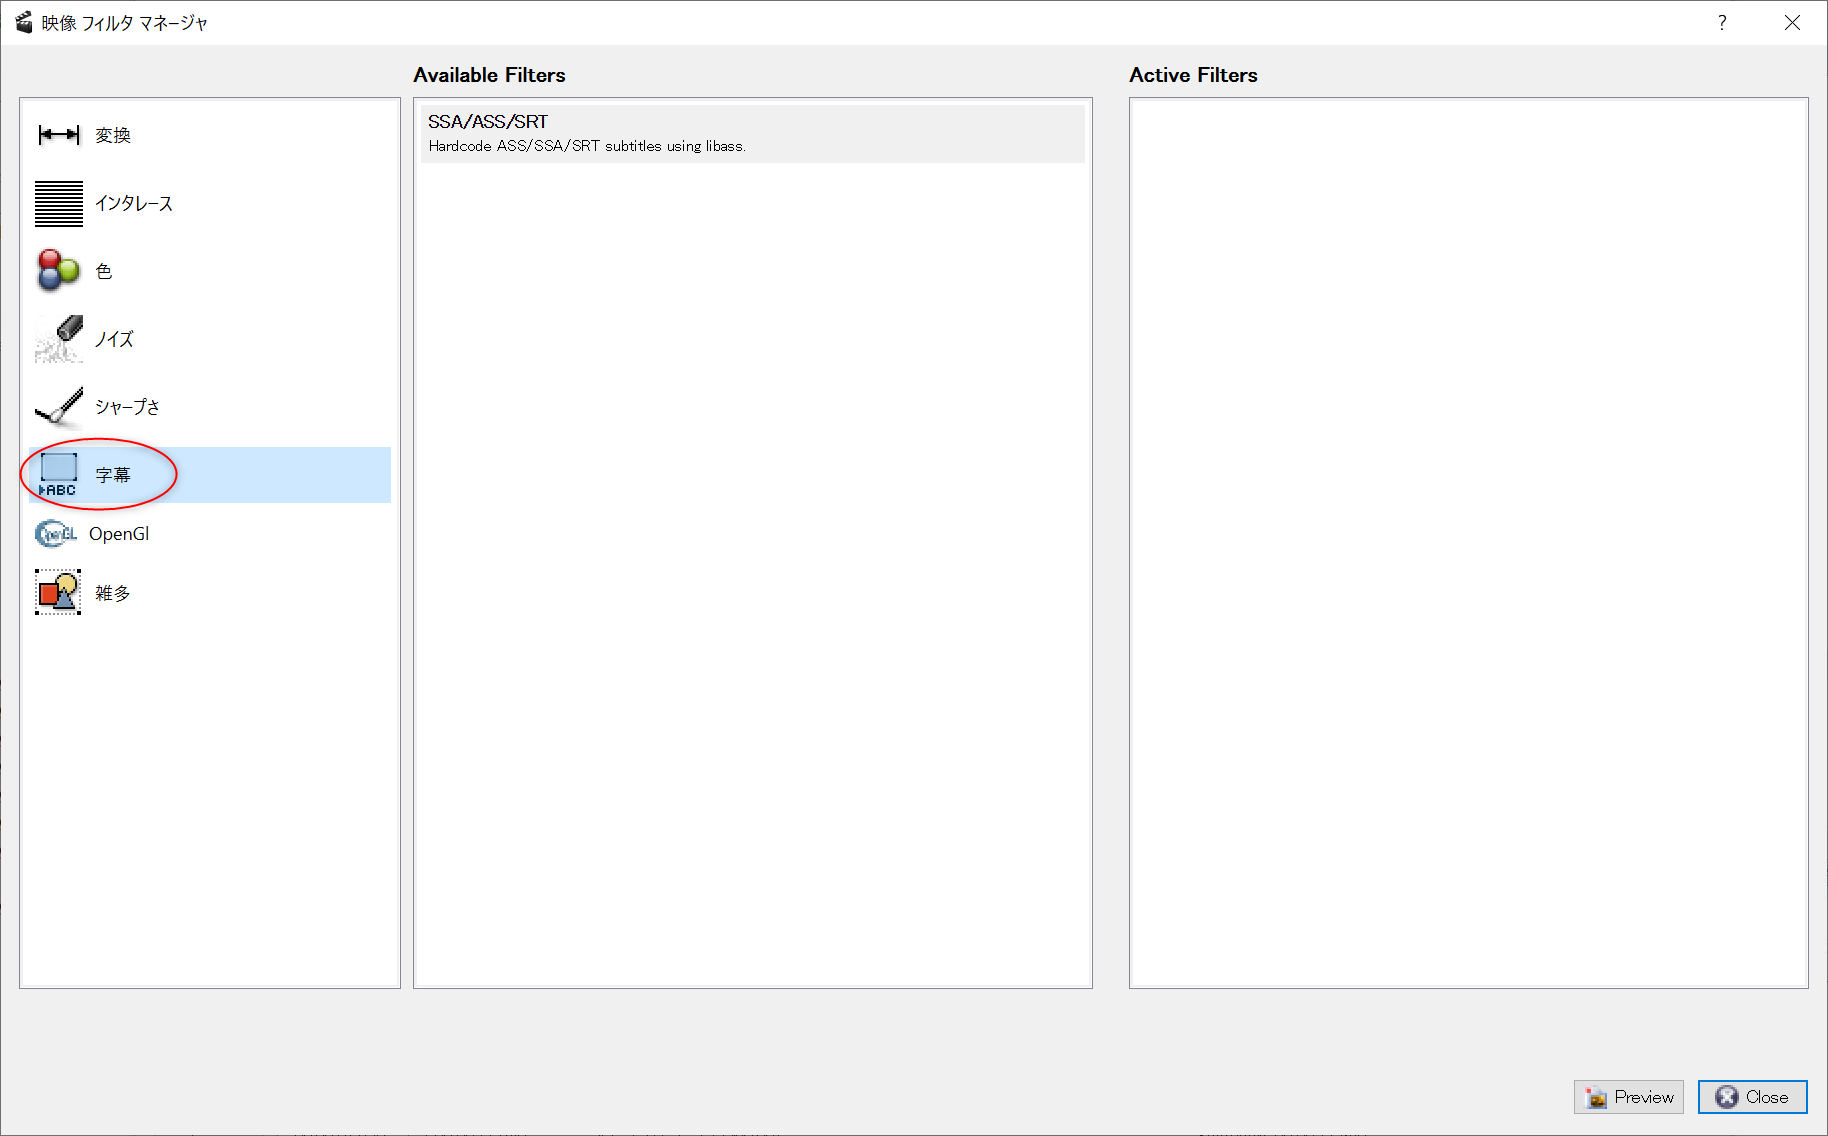 映像 フィルタ マネージャ
?
Available Filters
Active Filters
変換
インタレース
色
ノイズ
シャープさ
ABC
字幕
OpenGL
OpenGl
雑多
SSA/ASS/SRT
Hardcode ASS/SSA/SRT subtitles using libass.
Preview
Close